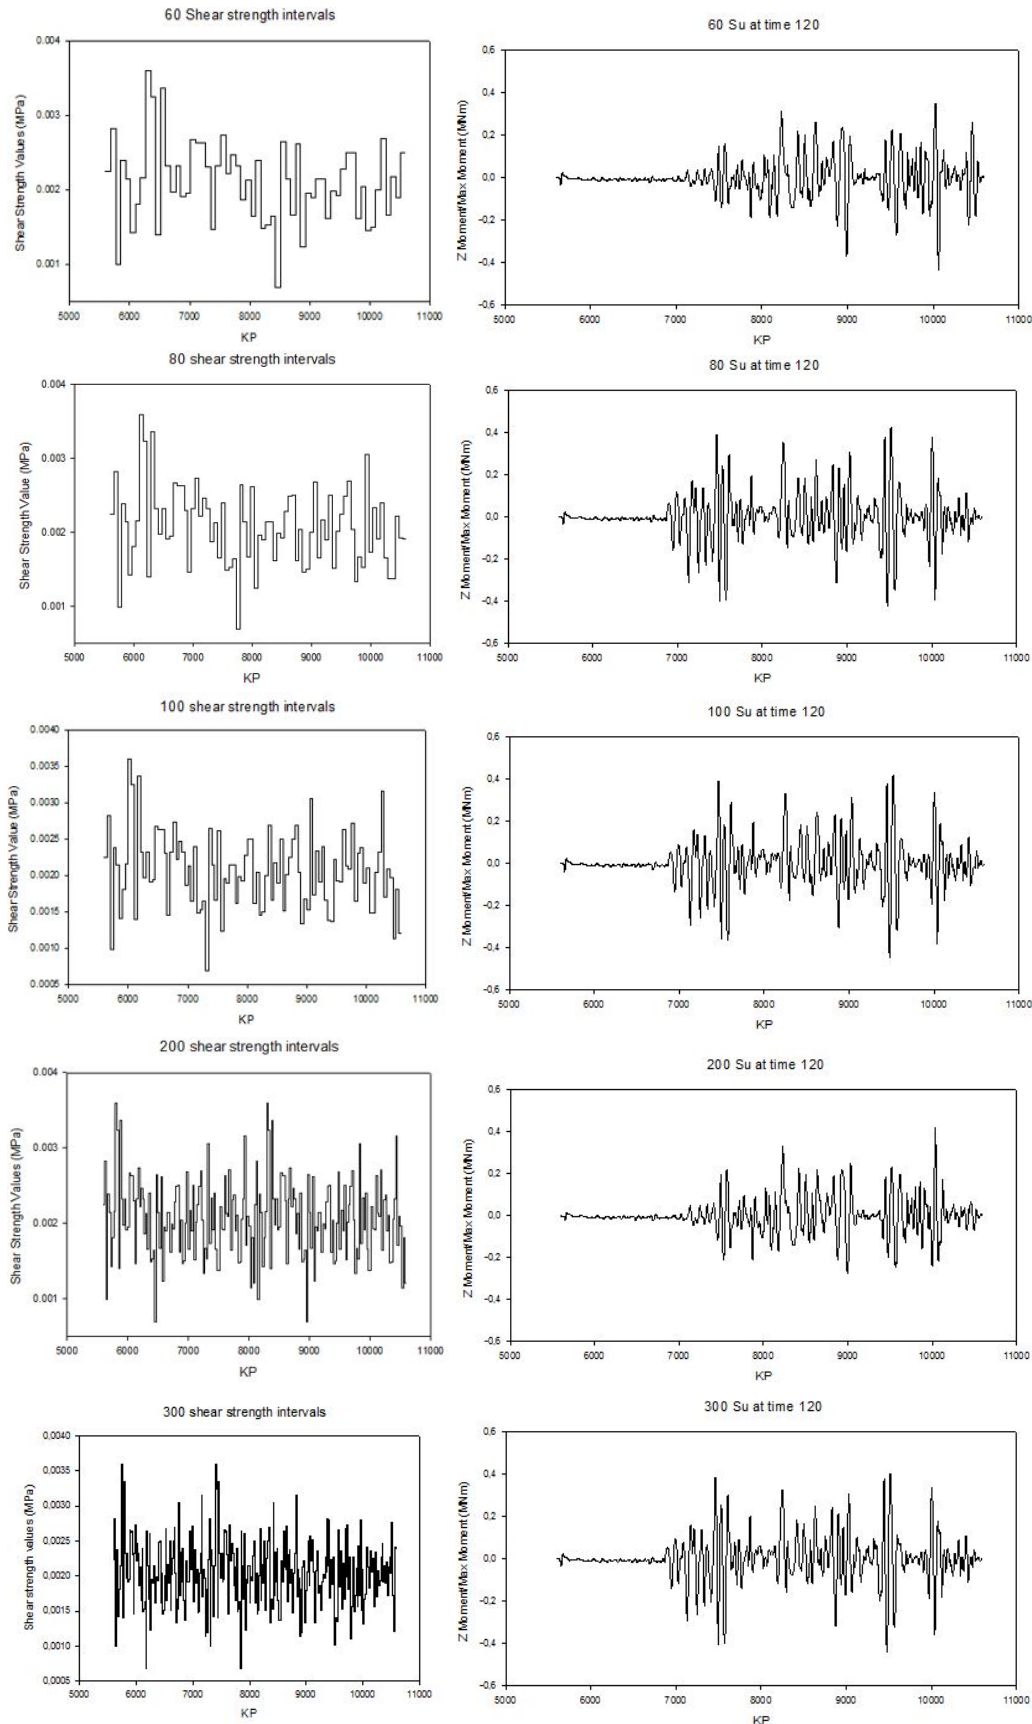 60 Shear strength intervals
Shear Strength Values (MPa)
0.004
0.003
0.002
0.001
5000 6000 7000 8000 9000 10000 11000
KP
60 Su at time 120
Z Moment/Max Moment (MNm)
0,6
0,4
0,2
0,0
-0,2
-0,4
-0,6
5000 6000 7000 8000 9000 10000 11000
KP
80 shear strength intervals
Shear Strength Value (MPa)
0.004
0.003
0.002
0.001
5000 6000 7000 8000 9000 10000 11000
KP
80 Su at time 120
Z Moment/Max Moment (MNm)
0,6
0,4
0,2
0,0
-0,2
-0,4
-0,6
5000 6000 7000 8000 9000 10000 11000
KP
100 shear strength intervals
Shear Strength Value (MPa)
0.0040
0.0035
0.0030
0.0025
0.0020
0.0015
0.0010
0.0005
5000 6000 7000 8000 9000 10000 11000
KP
100 Su at time 120
Z Moment/Max Moment (MNm)
0,6
0,4
0,2
0,0
-0,2
-0,4
-0,6
5000 6000 7000 8000 9000 10000 11000
KP
200 shear strength intervals
Shear Strength Values (MPa)
0.004
0.003
0.002
0.001
5000 6000 7000 8000 9000 10000 11000
KP
200 Su at time 120
Z Moment/Max Moment (MNm)
0,6
0,4
0,2
0,0
-0,2
-0,4
-0,6
5000 6000 7000 8000 9000 10000 11000
KP
300 shear strength intervals
Shear strength values (MPa)
0,0040
0,0035
0,0030
0,0025
0,0020
0,0015
0,0010
0,0005
5000 6000 7000 8000 9000 10000 11000
KP
300 Su at time 120
Z Moment/Max Moment (MNm)
0,6
0,4
0,2
0,0
-0,2
-0,4
-0,6
5000 6000 7000 8000 9000 10000 11000
KP